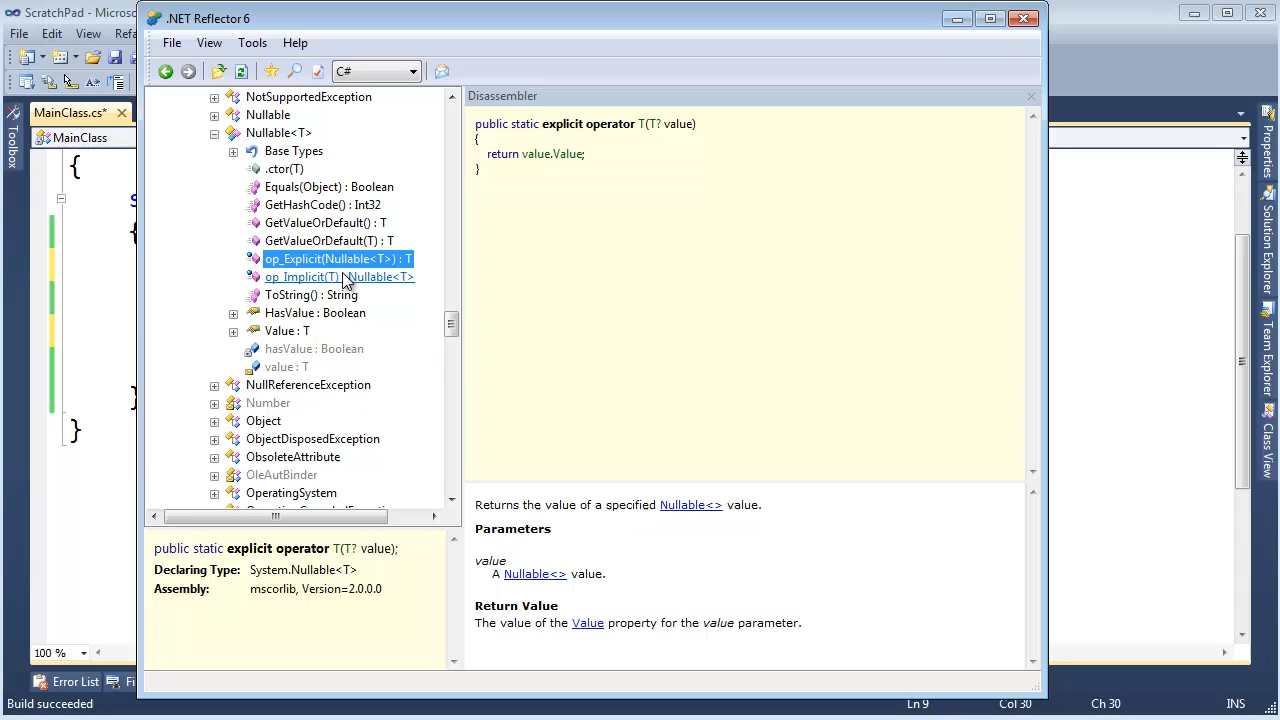 ScratchPad - Microso
.NET Reflector 6
File Edit View Refa
File View Tools Help
C#
MainClass.cs*
MainClass
Toolbox
{
{
}
}
NotSupportedException
Nullable
Nullable<T>
Base Types
.ctor(T)
Equals(Object) : Boolean
GetHashCode() : Int32
GetValueOrDefault() : T
GetValueOrDefault(T) : T
op_Explicit(Nullable<T>) : T
op_Implicit(T) Nullable<T>
ToString() : String
HasValue : Boolean
Value : T
hasValue : Boolean
value : T
NullReferenceException
Number
Object
ObjectDisposedException
ObsoleteAttribute
OleAutBinder
OperatingSystem
Disassembler
public static explicit operator T(T? value)
{
return value.Value;
}
public static explicit operator T(T? value);
Declaring Type: System.Nullable<T>
Assembly: mscorlib, Version=2.0.0.0
Returns the value of a specified Nullable<> value.
Parameters
value
A Nullable<> value.
Return Value
The value of the Value property for the value parameter.
Properties
Solution Explorer
Team Explorer
Class View
100 %
Error List Fi
Build succeeded Ln 9 Col 30 Ch 30 INS